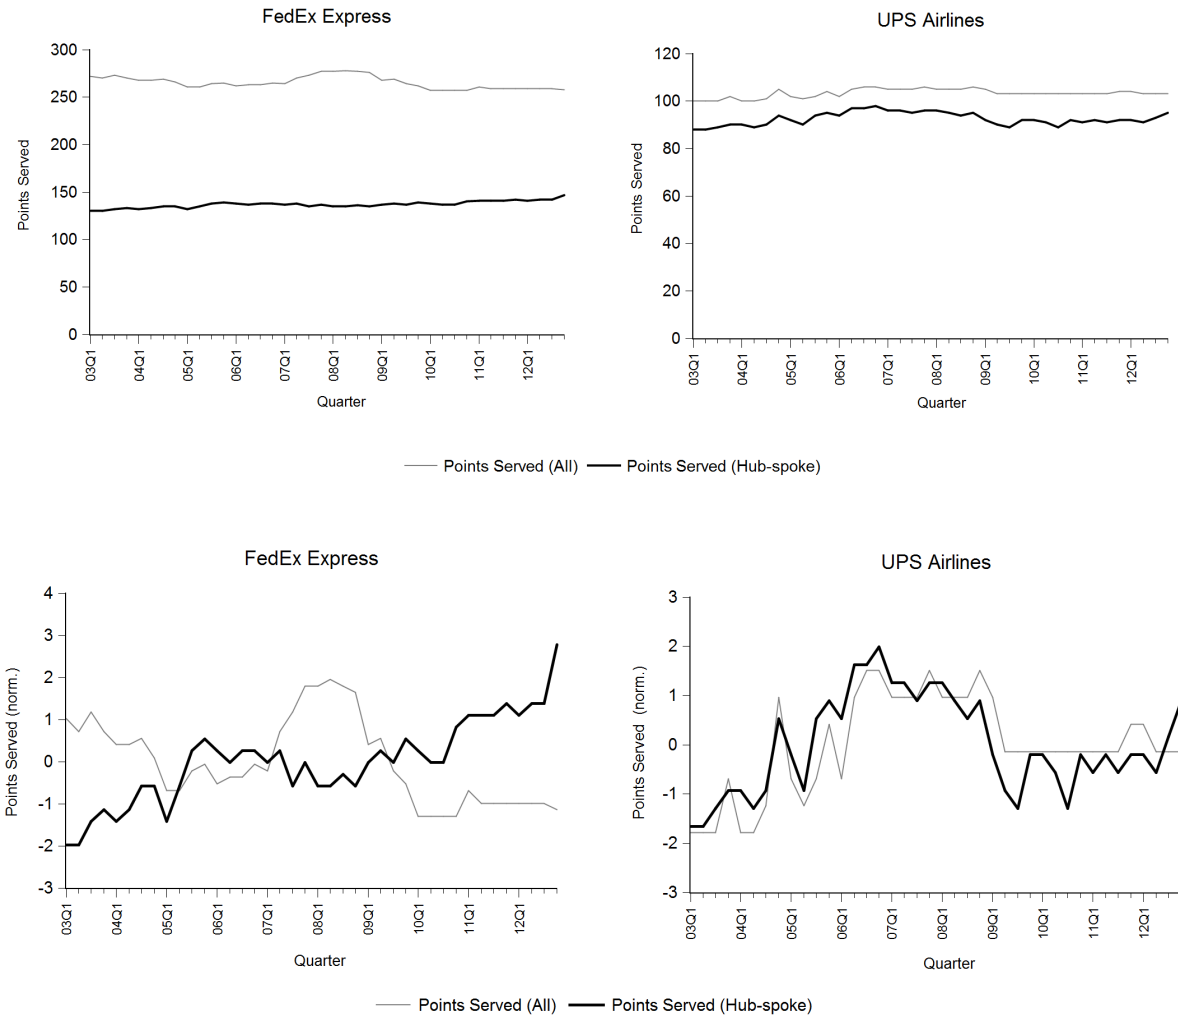 FedEx Express
Points Served
300
250
200
150
100
50
0
03Q1
04Q1
05Q1
06Q1
07Q1
08Q1
09Q1
10Q1
11Q1
12Q1
Quarter
UPS Airlines
Points Served
120
100
80
60
40
20
0
03Q1
04Q1
05Q1
06Q1
07Q1
08Q1
09Q1
10Q1
11Q1
12Q1
Quarter
Points Served (All) Points Served (Hub-spoke)
FedEx Express
Points Served (norm.)
4
3
2
1
0
-1
-2
-3
03Q1
04Q1
05Q1
06Q1
07Q1
08Q1
09Q1
10Q1
11Q1
12Q1
Quarter
UPS Airlines
Points Served (norm.)
3
2
1
0
-1
-2
-3
03Q1
04Q1
05Q1
06Q1
07Q1
08Q1
09Q1
10Q1
11Q1
12Q1
Quarter
Points Served (All) Points Served (Hub-spoke)